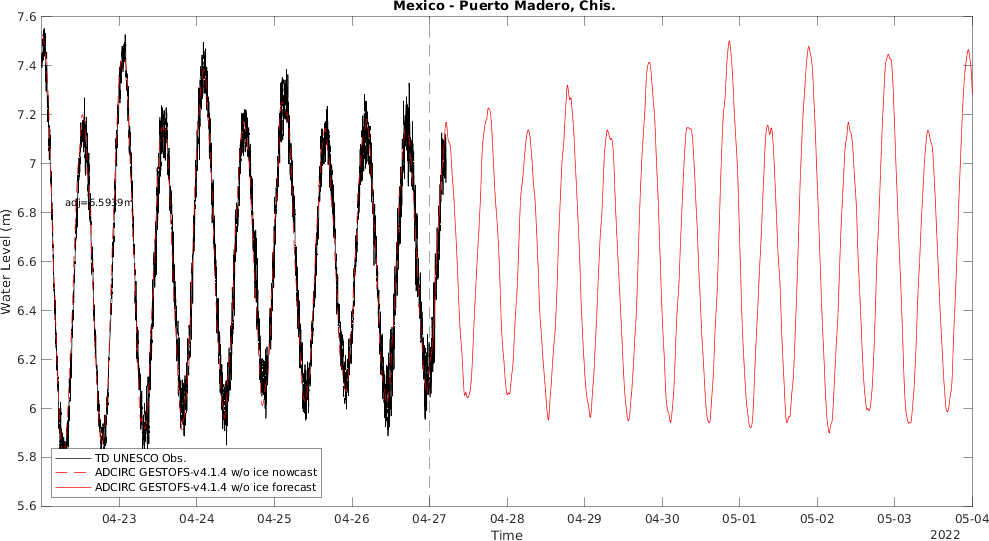 Mexico - Puerto Madero, Chis.
7.6
7.4
7.2
7
6.8
6.6
6.4
6.2
6
5.8
5.6
Water Level (m)
adj=6.5939m
TD UNESCO Obs.
ADCIRC GESTOFS-v4.1.4 w/o ice nowcast
ADCIRC GESTOFS-v4.1.4 w/o ice forecast
04-23 04-24 04-25 04-26 04-27 04-28 04-29 04-30 05-01 05-02 05-03 05-04
Time
2022